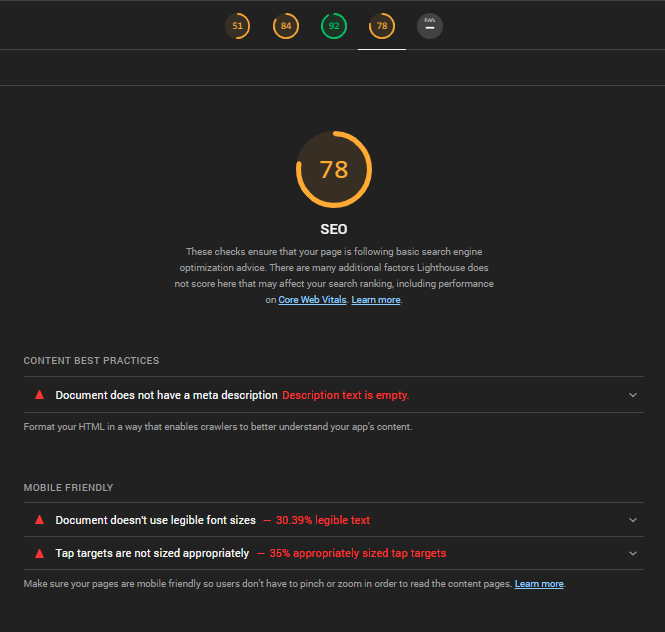 51 84 92 78 PWA
78
SEO
These checks ensure that your page is following basic search engine
optimization advice. There are many additional factors Lighthouse does
not score here that may affect your search ranking, including performance
on Core Web Vitals. Learn more.
CONTENT BEST PRACTICES
Document does not have a meta description Description text is empty.
Format your HTML in a way that enables crawlers to better understand your app's content.
MOBILE FRIENDLY
Document doesn't use legible font sizes — 30.39% legible text
Tap targets are not sized appropriately — 35% appropriately sized tap targets
Make sure your pages are mobile friendly so users don't have to pinch or zoom in order to read the content pages. Learn more.